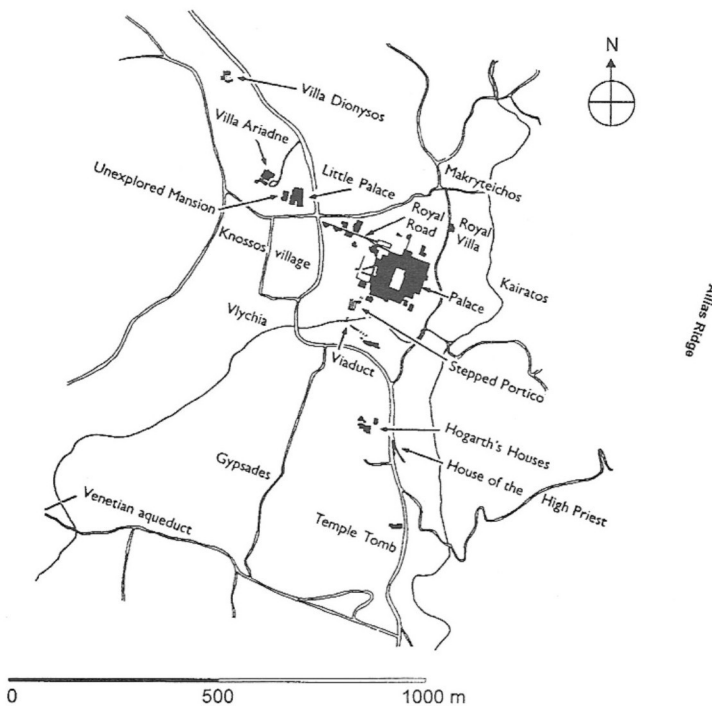 N
Villa Dionysos
Villa Ariadne
Makryteichos
Unexplored Mansion
Little Palace
Royal
Road
Royal
Villa
Knossos
village
Kairatos
Palace
Ailias Ridge
Vlychia
Viaduct
Stepped Portico
Hogarth's Houses
House of the High Priest
Gypsades
Venetian aqueduct
Temple Tomb
0 500 1000 m